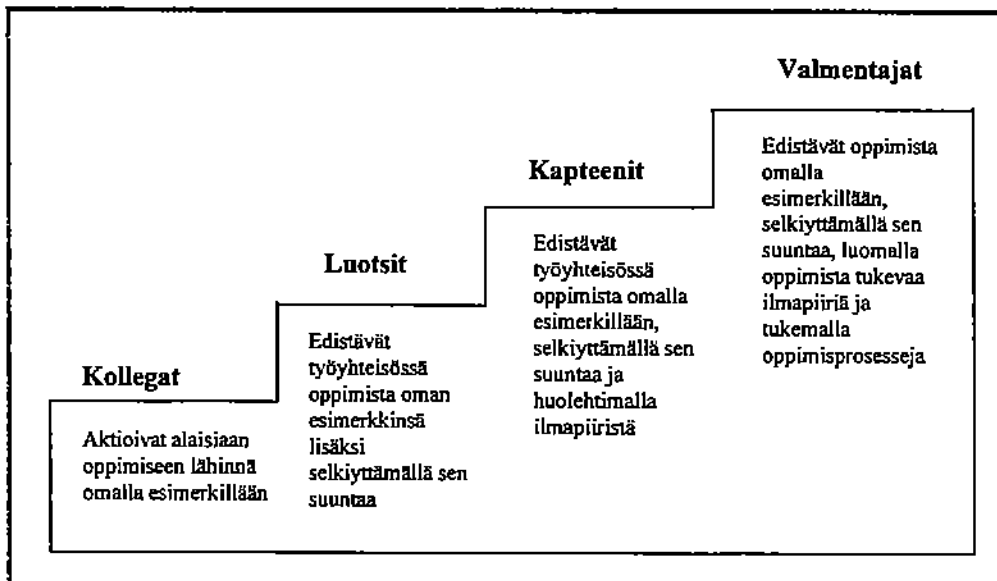 Kollegat
Aktioivat alaisiaan
oppimiseen lähinnä
omalla esimerkillään
Luotsit
Edistävät
työyhteisössä
oppimista oman
esimerkkinsä
lisäksi
selkiyttämällä sen
suuntaa
Kapteenit
Edistävät
työyhteisössä
oppimista omalla
esimerkillään,
selkiyttämällä sen
suuntaa ja
huolehtimalla
ilmapiiristä
Valmentajat
Edistävät oppimista
omalla
esimerkillään,
selkiyttämällä sen
suuntaa, luomalla
oppimista tukevaa
ilmapiiriä ja
tukemalla
oppimisprosesseja